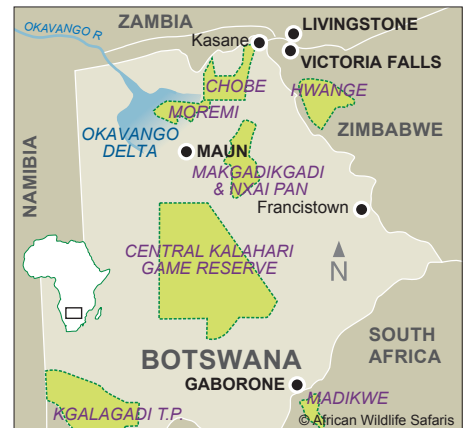 ZAMBIA
OKAVANGO R
LIVINGSTONE
Kasane
VICTORIA FALLS
CHOBE
HWANGE
MOREMI
ZIMBABWE
OKAVANGO
DELTA
MAUN
NAMIBIA
MAKGADIKGADI
& NXAI PAN
Francistown
CENTRAL KALAHARI
GAME RESERVE
N
SOUTH
AFRICA
BOTSWANA
GABORONE
MADIKWE
KGALAGADI T.P.
© African Wildlife Safaris